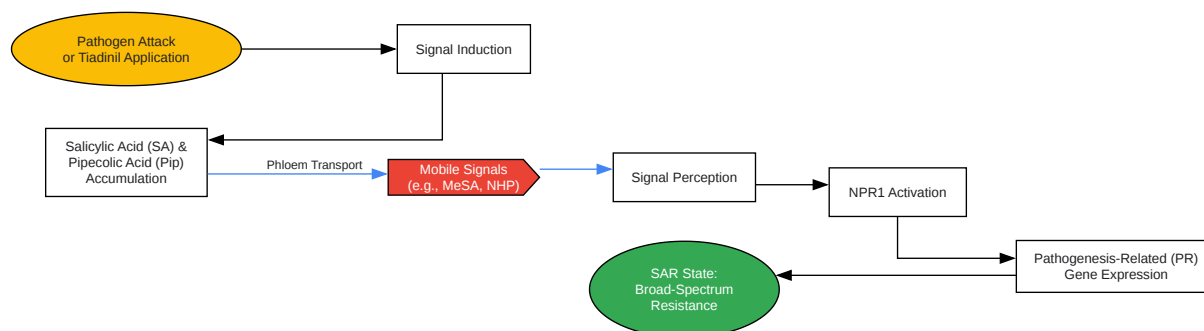 Pathogen Attack
or Tiadinil Application
Signal Induction
Salicylic Acid (SA) &
Pipecolic Acid (Pip)
Accumulation
Phloem Transport
Mobile Signals
(e.g., MeSA, NHP)
Signal Perception
NPR1 Activation
Pathogenesis-Related (PR)
Gene Expression
SAR State:
Broad-Spectrum
Resistance